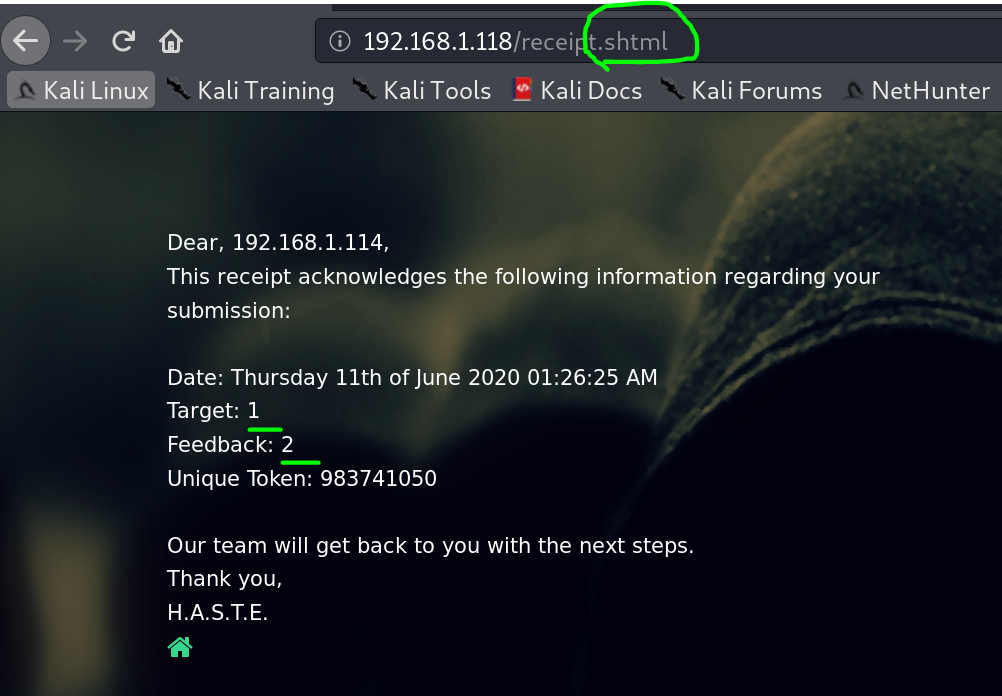 192.168.1.118/receipt.shtml
Kali Linux Kali Training Kali Tools Kali Docs Kali Forums NetHunter
Dear, 192.168.1.114,
This receipt acknowledges the following information regarding your
submission:
Date: Thursday 11th of June 2020 01:26:25 AM
Target: 1
Feedback: 2
Unique Token: 983741050
Our team will get back to you with the next steps.
Thank you,
H.A.S.T.E.